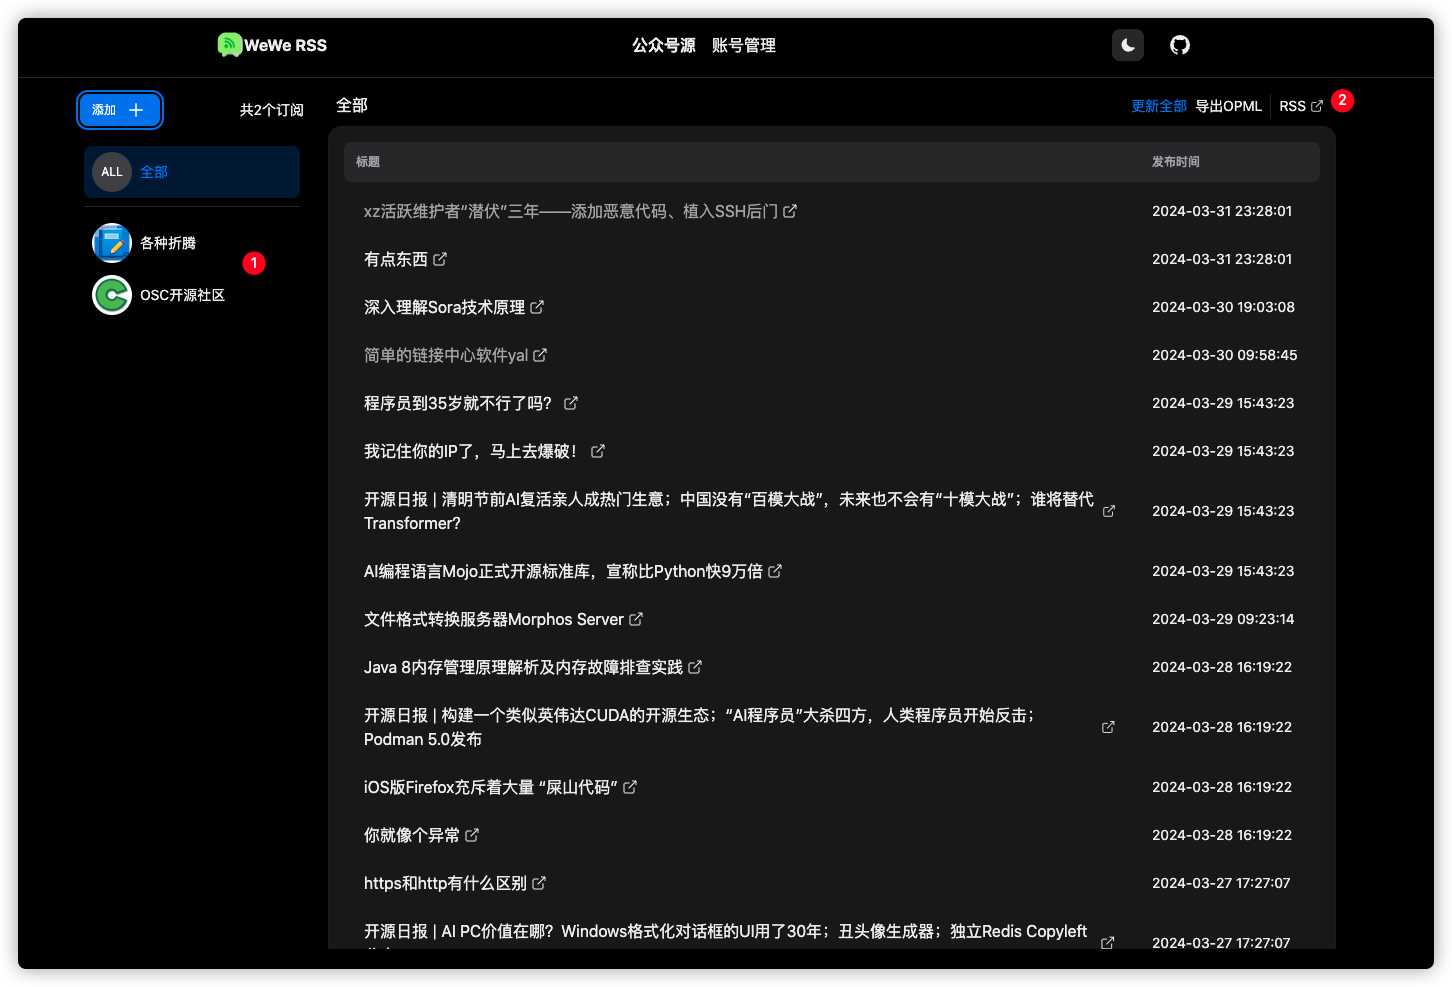 WeWe RSS
公众号源 账号管理
添加
共2个订阅
ALL 全部
各种折腾
1
OSC开源社区
全部
更新全部 导出OPML RSS 2
标题 发布时间
xz活跃维护者“潜伏”三年——添加恶意代码、植入SSH后门 2024-03-31 23:28:01
有点东西 2024-03-31 23:28:01
深入理解Sora技术原理 2024-03-30 19:03:08
简单的链接中心软件yal 2024-03-30 09:58:45
程序员到35岁就不行了吗？ 2024-03-29 15:43:23
我记住你的IP了，马上去爆破！ 2024-03-29 15:43:23
开源日报 | 清明节前AI复活亲人成热门生意；中国没有“百模大战”，未来也不会有“十模大战”；谁将替代
Transformer? 2024-03-29 15:43:23
AI编程语言Mojo正式开源标准库，宣称比Python快9万倍 2024-03-29 15:43:23
文件格式转换服务器Morphos Server 2024-03-29 09:23:14
Java 8内存管理原理解析及内存故障排查实践 2024-03-28 16:19:22
开源日报 | 构建一个类似英伟达CUDA的开源生态；“AI程序员”大杀四方，人类程序员开始反击；
Podman 5.0发布 2024-03-28 16:19:22
iOS版Firefox充斥着大量 “屎山代码” 2024-03-28 16:19:22
你就像个异常 2024-03-28 16:19:22
https和http有什么区别 2024-03-27 17:27:07
开源日报 | AI PC价值在哪？Windows格式化对话框的UI用了30年；丑头像生成器；独立Redis Copyleft
2024-03-27 17:27:07